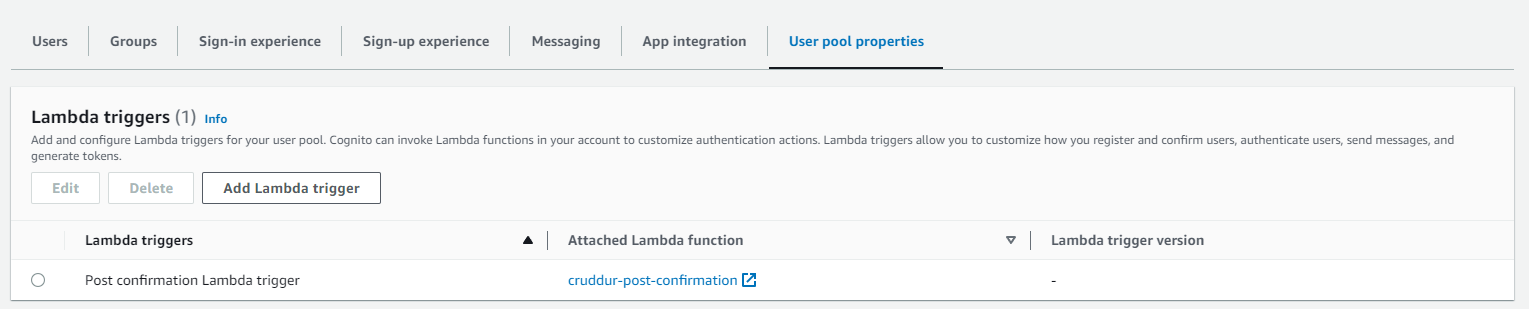 Users Groups Sign-in experience Sign-up experience Messaging App integration User pool properties
Lambda triggers (1) Info
Add and configure Lambda triggers for your user pool. Cognito can invoke Lambda functions in your account to customize authentication actions. Lambda triggers allow you to customize how you register and confirm users, authenticate users, send messages, and
generate tokens.
Edit Delete Add Lambda trigger
Lambda triggers Attached Lambda function Lambda trigger version
Post confirmation Lambda trigger cruddur-post-confirmation -